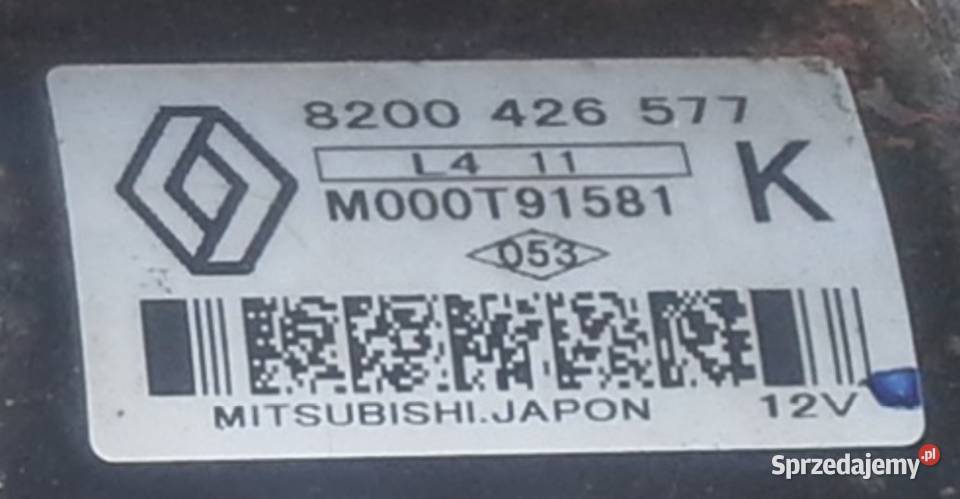 8200 426 577
L4 11
K
M000T91581
053
MITSUBISHI.JAPON
12V
Sprzedajemy.pl